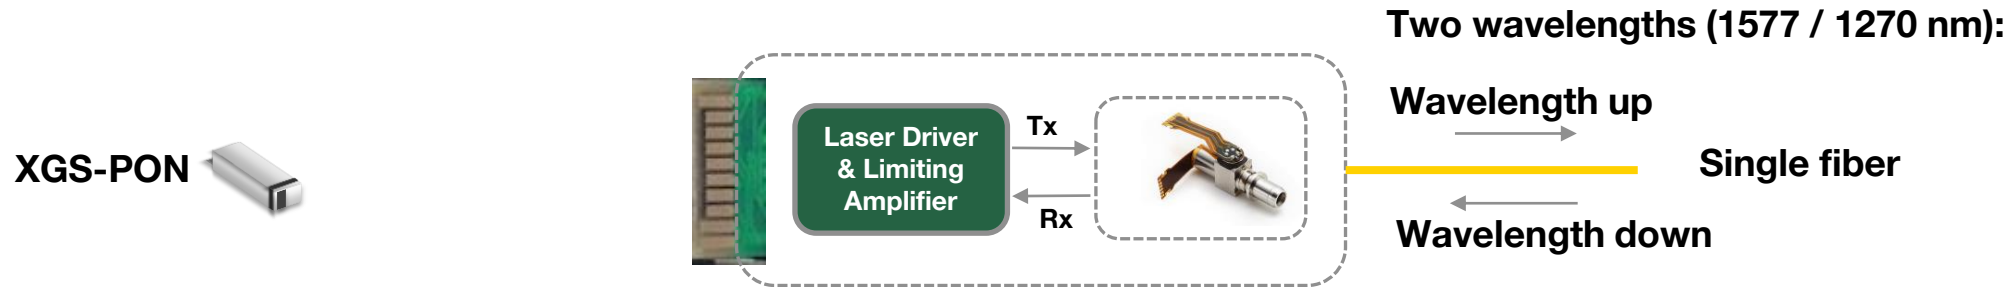 Two wavelengths (1577 / 1270 nm):
Wavelength up
XGS-PON
Laser Driver
& Limiting
Amplifier
Tx
Rx
Single fiber
Wavelength down